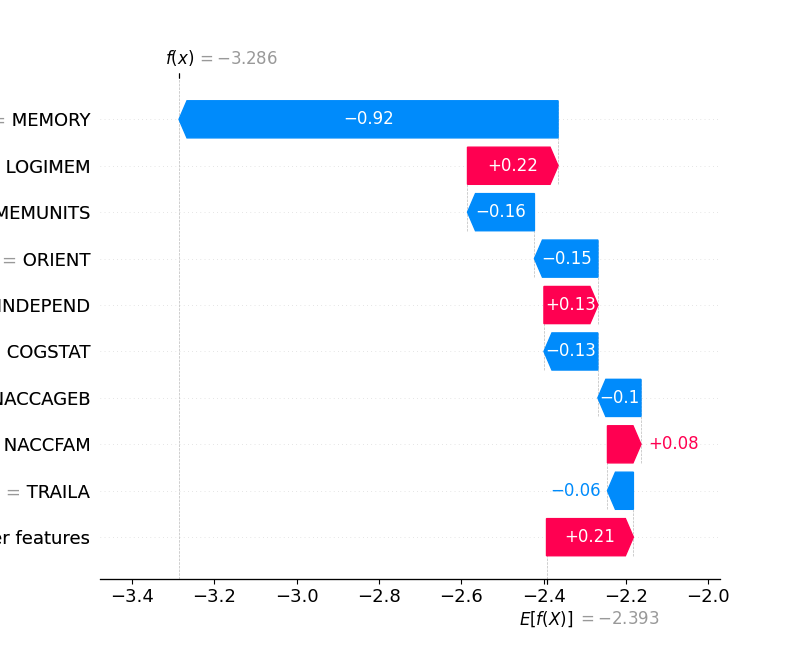 f(x) = −3.286
= MEMORY
−0.92
LOGIMEM
+0.22
MEMUNITS
−0.16
= ORIENT
−0.15
INDEPEND
+0.13
COGSTAT
−0.13
NACCAGEB
−0.1
NACCFAM
+0.08
= TRAILA
−0.06
er features
+0.21
−3.4 −3.2 −3.0 −2.8 −2.6 −2.4 −2.2 −2.0
E[f(X)] = −2.393